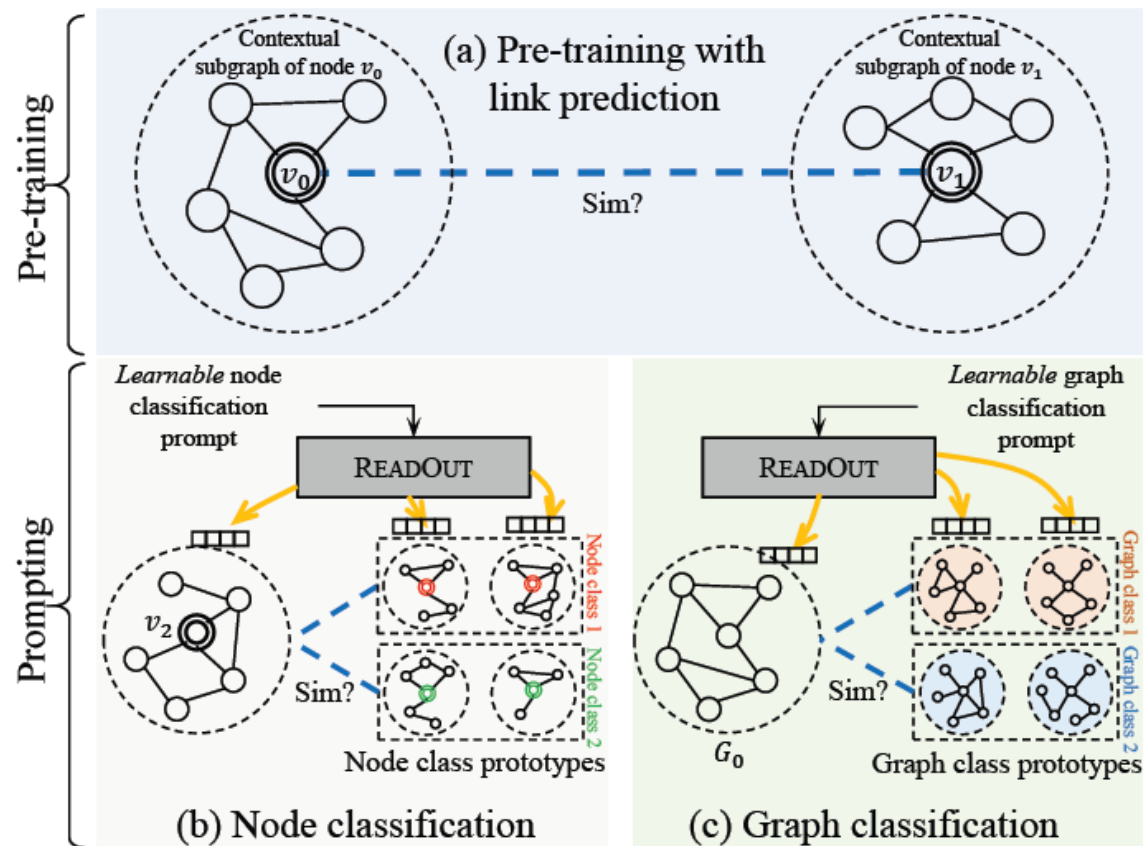 Pre-training
Contextual
subgraph of node v₀
(a) Pre-training with
link prediction
Contextual
subgraph of node v₁
v₀
Sim?
v₁
Prompting
Learnable node
classification
prompt
READOUT
v₂
Sim?
Node class 1
Node class 2
Node class prototypes
(b) Node classification
Learnable graph
classification
prompt
READOUT
G₀
Sim?
Graph class 1
Graph class 2
Graph class prototypes
(c) Graph classification